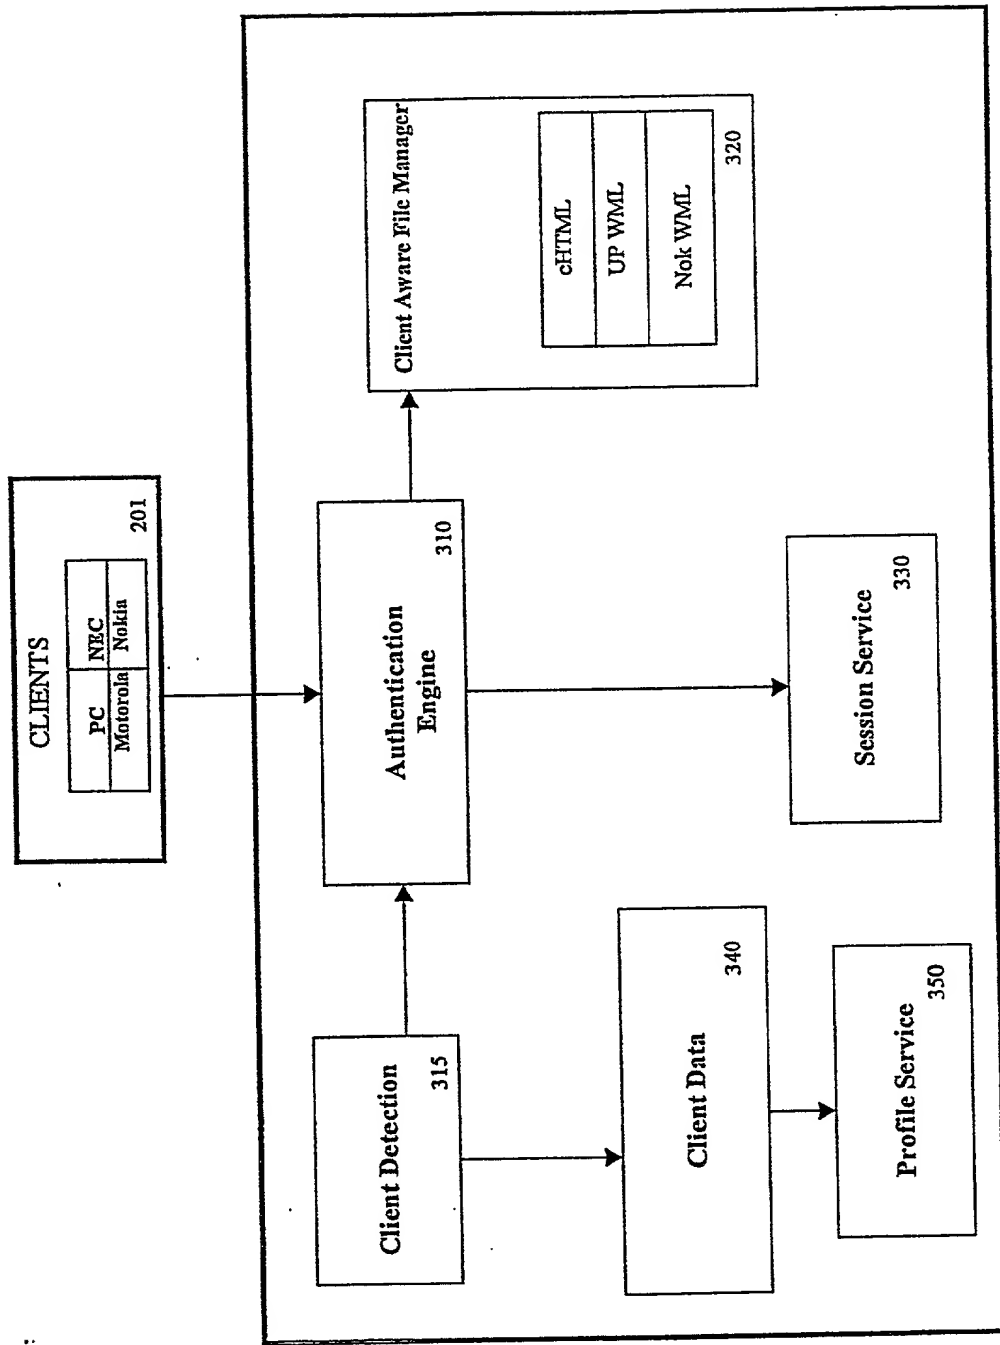 CLIENTS
PC NEC
Motorola Nokia
201
Client Detection
315
Authentication
Engine
310
Client Aware File Manager
cHTML
UP WML
Nok WML
320
Client Data
340
Session Service
330
Profile Service
350